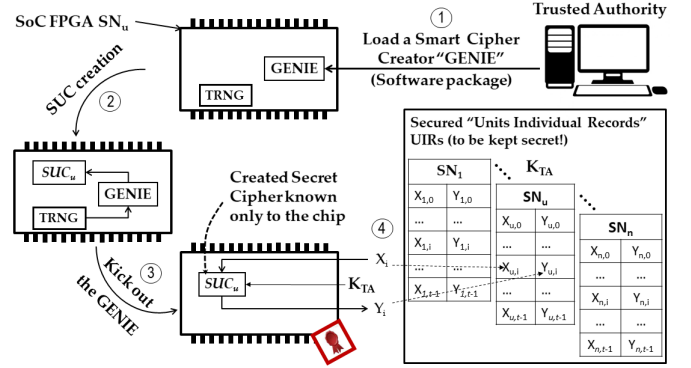 SoC FPGA SNu
1
Trusted Authority
Load a Smart Cipher
Creator "GENIE"
(Software package)
GENIE
TRNG
SUC creation
2
SUCu
GENIE
TRNG
Created Secret
Cipher known
only to the chip
3
Kick out
the GENIE
SUCu
4
Xi
KTA
Yi
Secured "Units Individual Records"
UIRs (to be kept secret!)
KTA
SN1
X1,0 Y1,0
... ...
X1,i Y1,i
... ...
X1,t-1 Y1,t-1
SNu
Xu,0 Yu,0
... ...
Xu,i Yu,i
... ...
Xu,t-1 Yu,t-1
SNn
Xn,0 Yn,0
... ...
Xn,i Yn,i
... ...
Xn,t-1 Yn,t-1